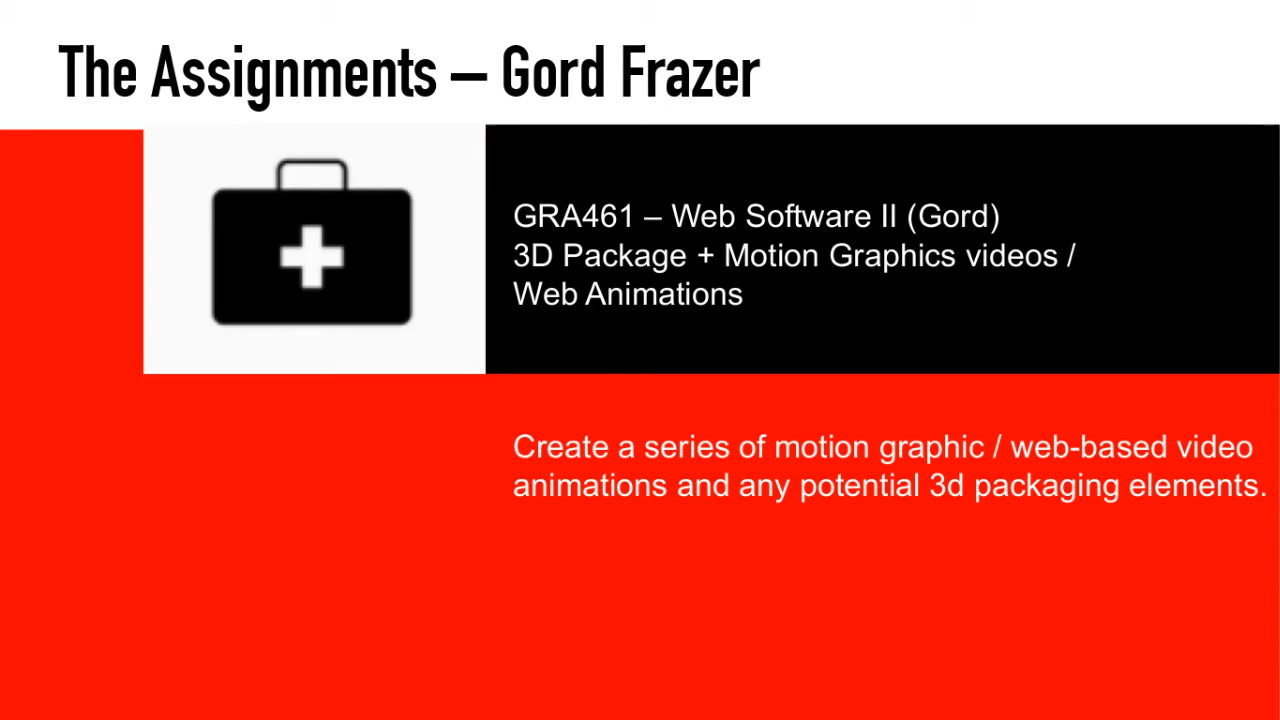 The Assignments – Gord Frazer
GRA461 – Web Software II (Gord)
3D Package + Motion Graphics videos /
Web Animations
Create a series of motion graphic / web-based video
animations and any potential 3d packaging elements.